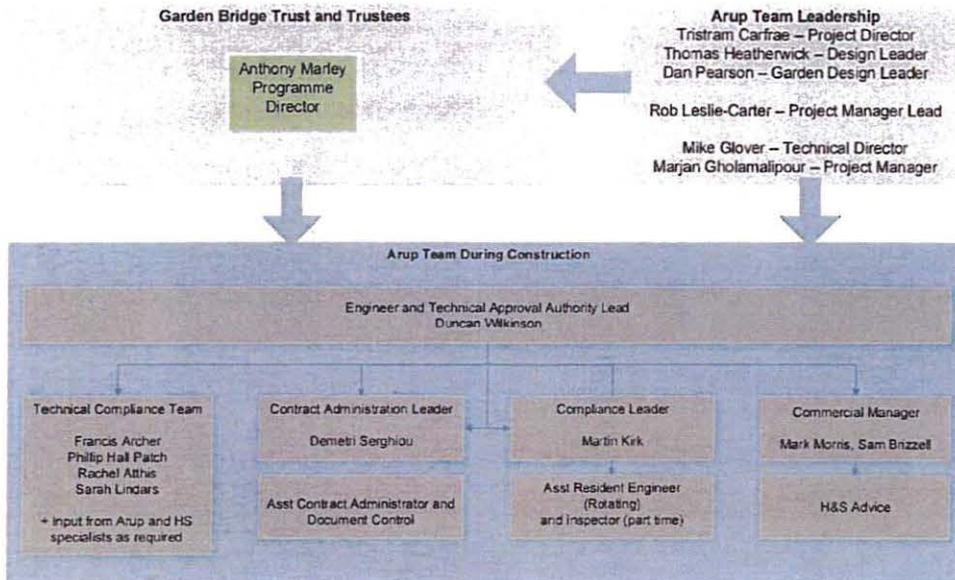 Garden Bridge Trust and Trustees
Anthony Marley
Programme
Director
Arup Team Leadership
Tristram Carfrae – Project Director
Thomas Heatherwick – Design Leader
Dan Pearson – Garden Design Leader
Rob Leslie-Carter – Project Manager Lead
Mike Glover – Technical Director
Marjan Gholamalipour – Project Manager
Arup Team During Construction
Engineer and Technical Approval Authority Lead
Duncan Wilkinson
Technical Compliance Team
Francis Archer
Phillip Hall Patch
Rachel Atthis
Sarah Lindars
+ input from Arup and HS
specialists as required
Contract Administration Leader
Demetri Serghiou
Asst Contract Administrator and
Document Control
Compliance Leader
Martin Kirk
Asst Resident Engineer
(Rotating)
and Inspector (part time)
Commercial Manager
Mark Morris, Sam Brizzell
H&S Advice